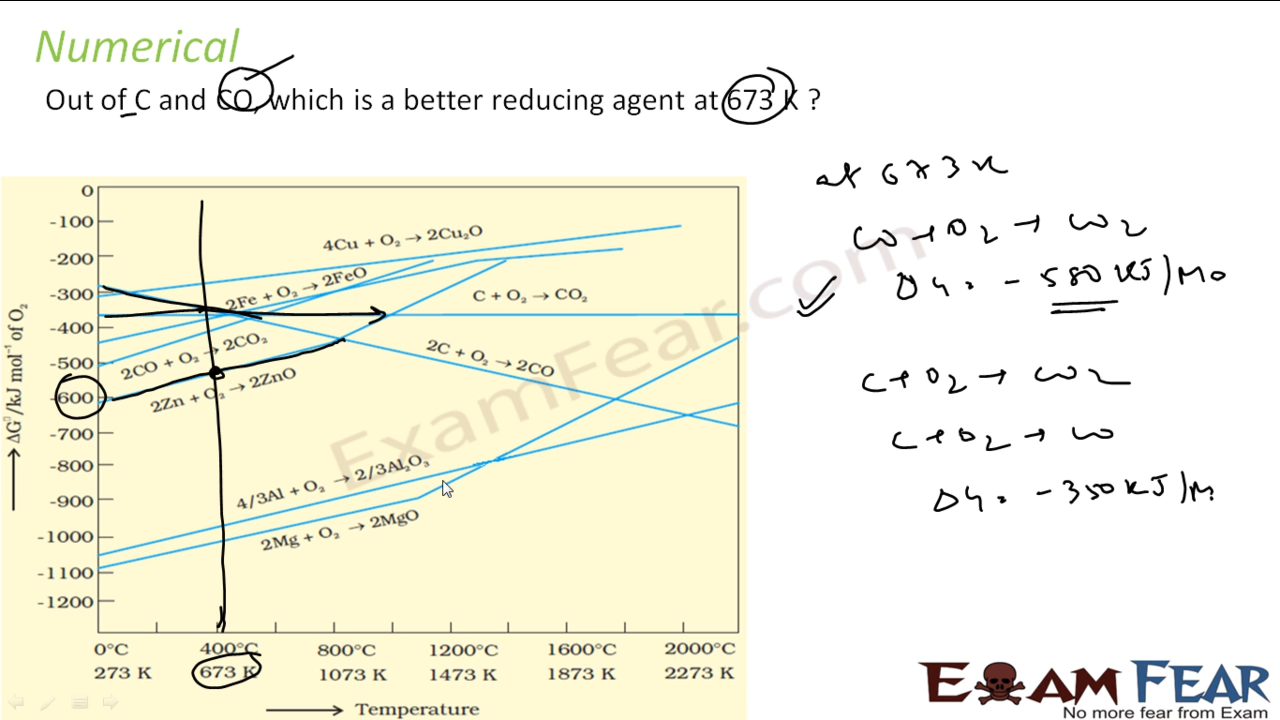 Numerical
Out of C and CO, which is a better reducing agent at 673 K ?
at 673 K
CO + O₂ → CO₂
ΔG = - 580 KJ/Mo
C + O₂ → CO₂
C + O₂ → CO
ΔG = - 350 KJ/M
ΔG⊖/kJ mol⁻¹ of O₂
0
-100
-200
-300
-400
-500
-600
-700
-800
-900
-1000
-1100
-1200
4Cu + O₂ → 2Cu₂O
2Fe + O₂ → 2FeO
C + O₂ → CO₂
2CO + O₂ → 2CO₂
2C + O₂ → 2CO
2Zn + O₂ → 2ZnO
4/3Al + O₂ → 2/3Al₂O₃
2Mg + O₂ → 2MgO
0°C 400°C 800°C 1200°C 1600°C 2000°C
273 K 673 K 1073 K 1473 K 1873 K 2273 K
Temperature
ExamFear.com
EXAM FEAR
No more fear from Exam